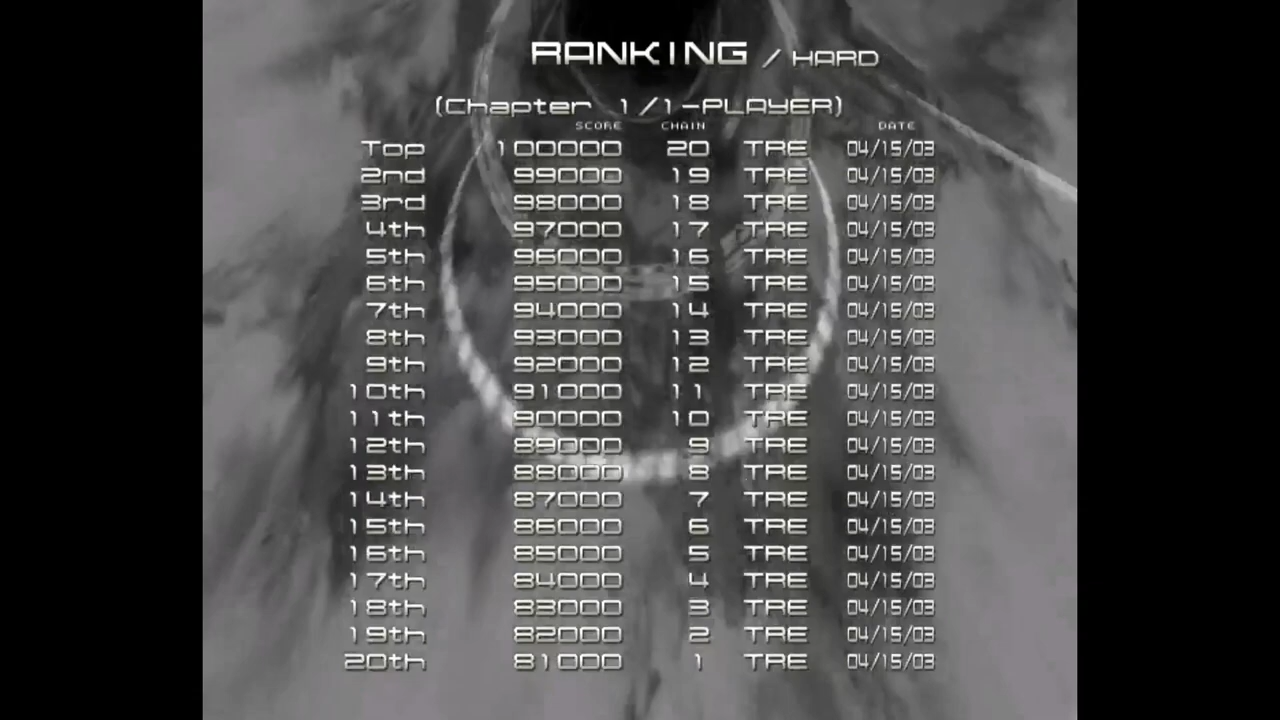 RANKING / HARD
(Chapter 1/1-PLAYER)
SCORE CHAIN DATE
Top 100000 20 TRE 04/15/03
2nd 99000 19 TRE 04/15/03
3rd 98000 18 TRE 04/15/03
4th 97000 17 TRE 04/15/03
5th 96000 16 TRE 04/15/03
6th 95000 15 TRE 04/15/03
7th 94000 14 TRE 04/15/03
8th 93000 13 TRE 04/15/03
9th 92000 12 TRE 04/15/03
10th 91000 11 TRE 04/15/03
11th 90000 10 TRE 04/15/03
12th 89000 9 TRE 04/15/03
13th 88000 8 TRE 04/15/03
14th 87000 7 TRE 04/15/03
15th 86000 6 TRE 04/15/03
16th 85000 5 TRE 04/15/03
17th 84000 4 TRE 04/15/03
18th 83000 3 TRE 04/15/03
19th 82000 2 TRE 04/15/03
20th 81000 1 TRE 04/15/03